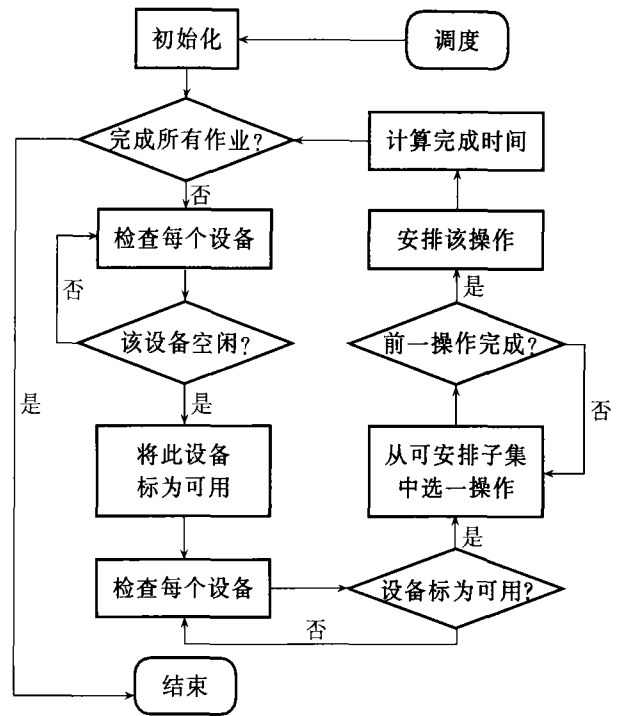 初始化
调度
完成所有作业?
计算完成时间
否
检查每个设备
安排该操作
否
是
该设备空闲?
前一操作完成?
是
是
否
将此设备
标为可用
从可安排子集
中选一操作
是
检查每个设备
设备标为可用?
否
结束